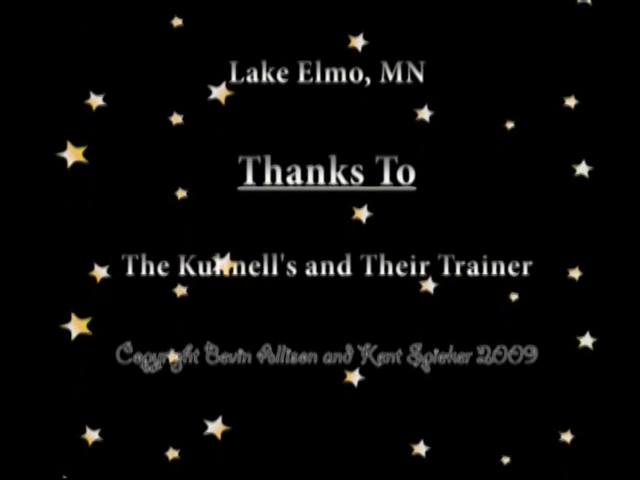 Lake Elmo, MN
Thanks To
The and Their Trainer
Copyright Bevin Allison and Kent Spieker 2009